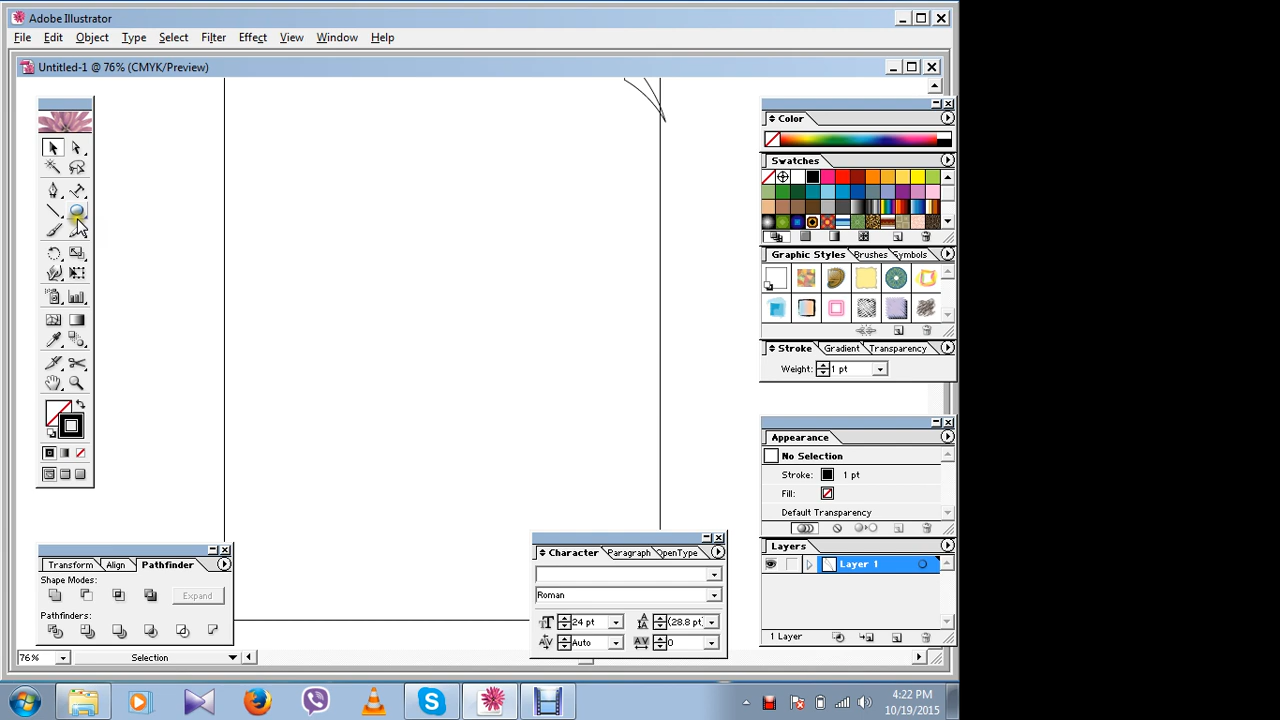 Adobe Illustrator
File Edit Object Type Select Filter Effect View Window Help
Untitled-1 @ 76% (CMYK/Preview)
Color
Swatches
Graphic Styles Brushes Symbols
Stroke Gradient Transparency
Weight: 1 pt
Appearance
No Selection
Stroke: 1 pt
Fill:
Default Transparency
Layers
Layer 1
1 Layer
Transform Align Pathfinder
Shape Modes:
Expand
Pathfinders:
Character Paragraph OpenType
Roman
24 pt (28.8 pt)
Auto 0
76% Selection
4:22 PM
10/19/2015